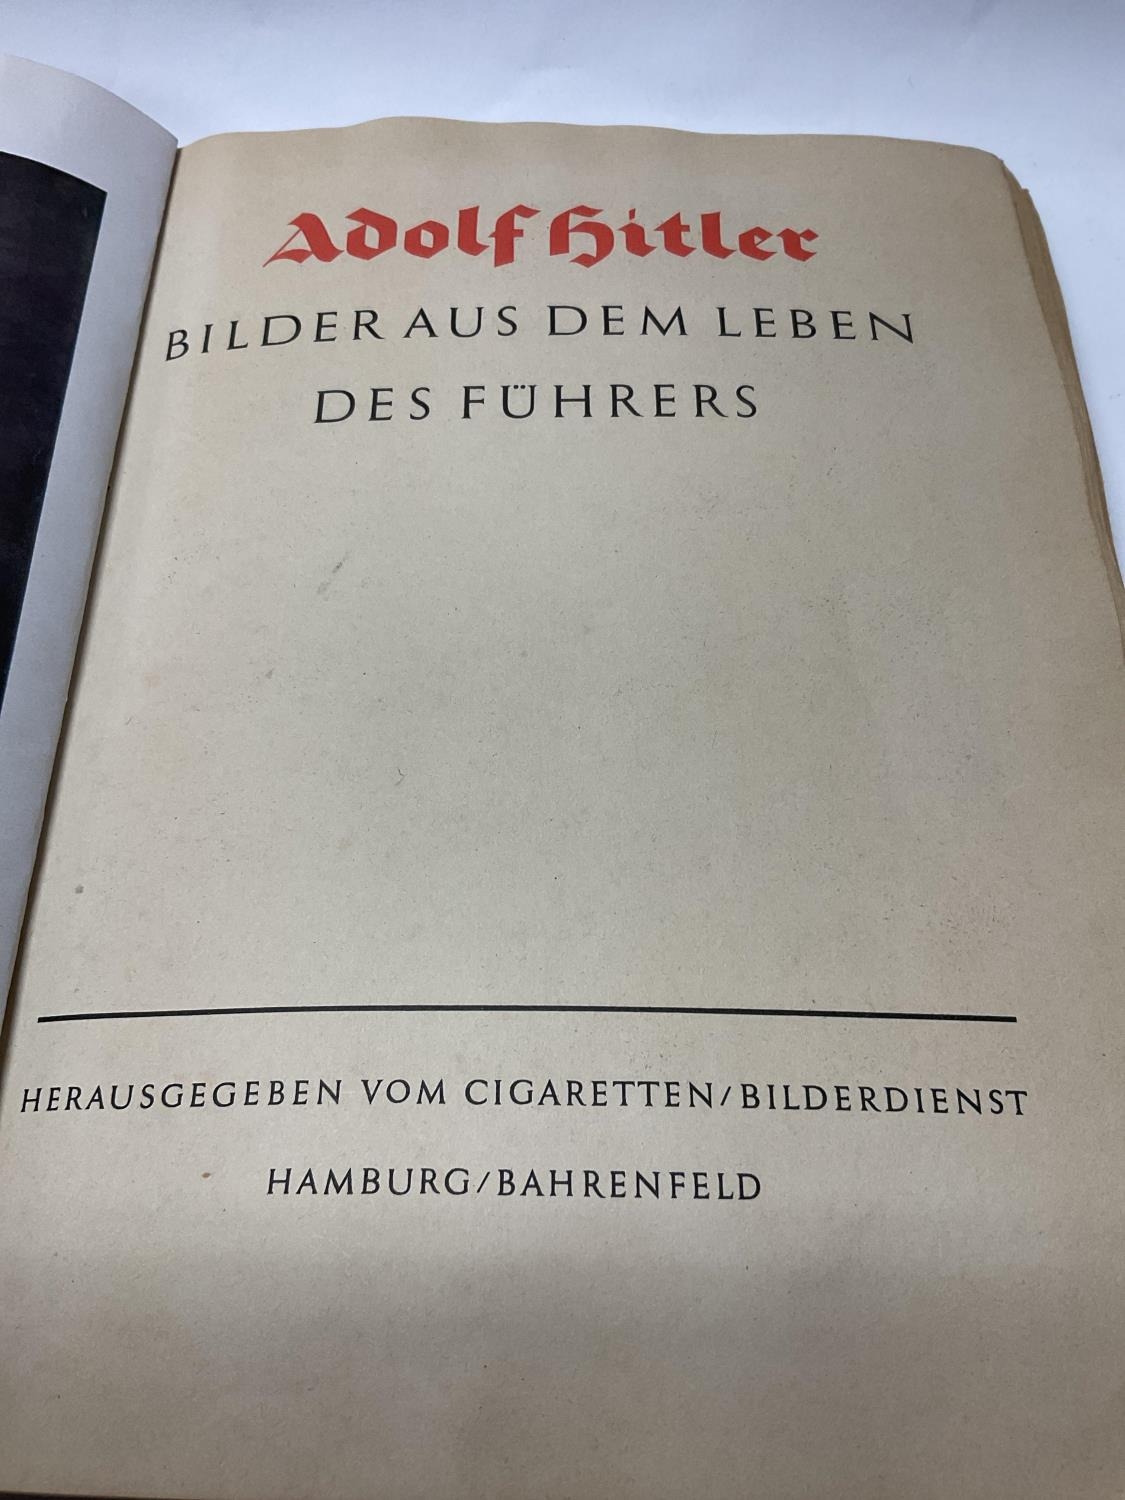 Adolf Hitler
BILDER AUS DEM LEBEN
DES FÜHRERS
HERAUSGEGEBEN VOM CIGARETTEN/BILDERDIENST
HAMBURG/BAHRENFELD